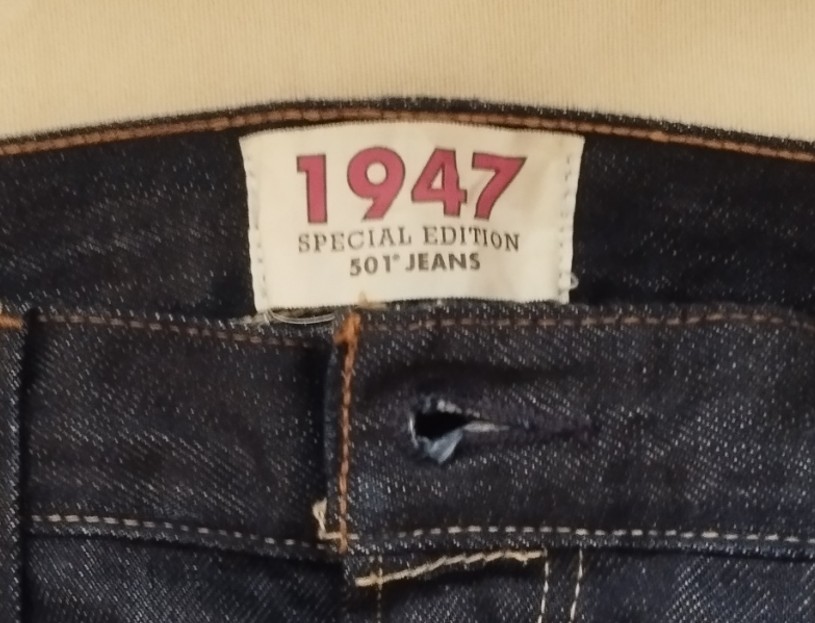 1947
SPECIAL EDITION
501® JEANS